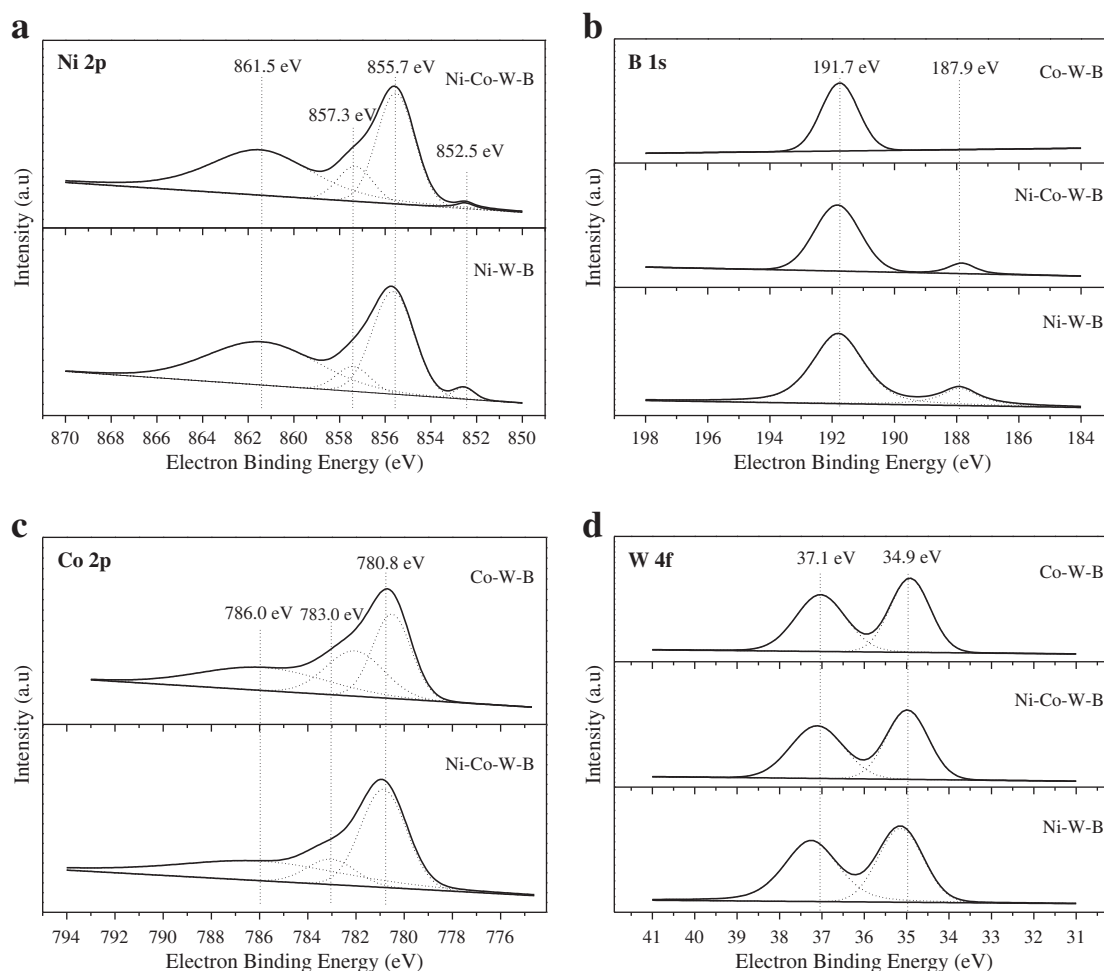 a
Ni 2p
861.5 eV
855.7 eV
Ni-Co-W-B
857.3 eV
852.5 eV
Ni-W-B
Intensity (a.u)
870 868 866 864 862 860 858 856 854 852 850
Electron Binding Energy (eV)
b
B 1s
191.7eV
187.9 eV
Co-W-B
Ni-Co-W-B
Ni-W-B
Intensity (a.u)
198 196 194 192 190 188 186 184
Electron Binding Energy (eV)
c
Co 2p
780.8 eV
Co-W-B
786.0 eV
783.0 eV
Ni-Co-W-B
Intensity (a.u)
794 792 790 788 786 784 782 780 778 776
Electron Binding Energy (eV)
d
W 4f
37.1 eV
34.9 eV
Co-W-B
Ni-Co-W-B
Ni-W-B
Intensity (a.u)
41 40 39 38 37 36 35 34 33 32 31
Electron Binding Energy (eV)